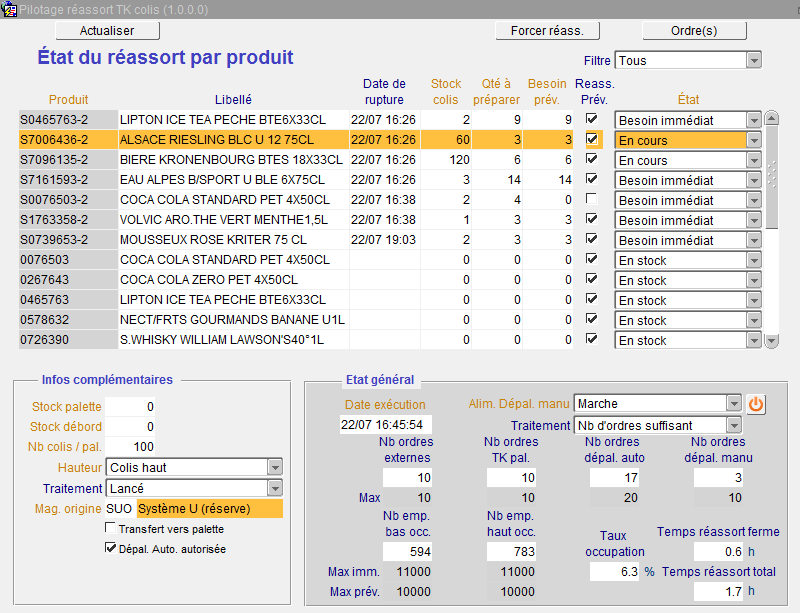 Pilotage réassort TK colis (1.0.0.0)
Actualiser Forcer réass. Ordre(s)
État du réassort par produit
Filtre Tous
Produit Libellé Date de rupture Stock colis Qté à préparer Besoin prév. Reass. Prév. État
S0465763-2 LIPTON ICE TEA PECHE BTE6X33CL 22/07 16:26 2 9 9 Besoin immédiat
S7006436-2 ALSACE RIESLING BLC U 12 75CL 22/07 16:26 60 3 3 En cours
S7096135-2 BIERE KRONENBOURG BTES 18X33CL 22/07 16:26 120 6 6 En cours
S7161593-2 EAU ALPES B/SPORT U BLE 6X75CL 22/07 16:26 3 14 14 Besoin immédiat
S0076503-2 COCA COLA STANDARD PET 4X50CL 22/07 16:38 2 4 0 Besoin immédiat
S1763358-2 VOLVIC ARO.THE VERT MENTHE1,5L 22/07 16:38 1 3 3 Besoin immédiat
S0739653-2 MOUSSEUX ROSE KRITER 75 CL 22/07 19:03 2 3 3 Besoin immédiat
0076503 COCA COLA STANDARD PET 4X50CL 0 0 0 En stock
0267643 COCA COLA ZERO PET 4X50CL 0 0 0 En stock
0465763 LIPTON ICE TEA PECHE BTE6X33CL 0 0 0 En stock
0578632 NECT/FRTS GOURMANDS BANANE U1L 0 0 0 En stock
0726390 S.WHISKY WILLIAM LAWSON'S40°1L 0 0 0 En stock
Infos complémentaires
Stock palette 0
Stock débord 0
Nb colis / pal. 100
Hauteur Colis haut
Traitement Lancé
Mag. origine SUO Système U (réserve)
Transfert vers palette
Dépal. Auto. autorisée
Etat général
Date exécution Alim. Dépal. manu Marche
22/07 16:45:54 Traitement Nb d'ordres suffisant
Nb ordres externes Nb ordres TK pal. Nb ordres dépal. auto Nb ordres dépal. manu
10 10 17 3
Max 10 10 20 10
Nb emp. bas occ. Nb emp. haut occ. Taux occupation Temps réassort ferme
594 783 6.3 % 0.6 h
Max imm. 11000 11000 Temps réassort total
Max prév. 10000 10000 1.7 h